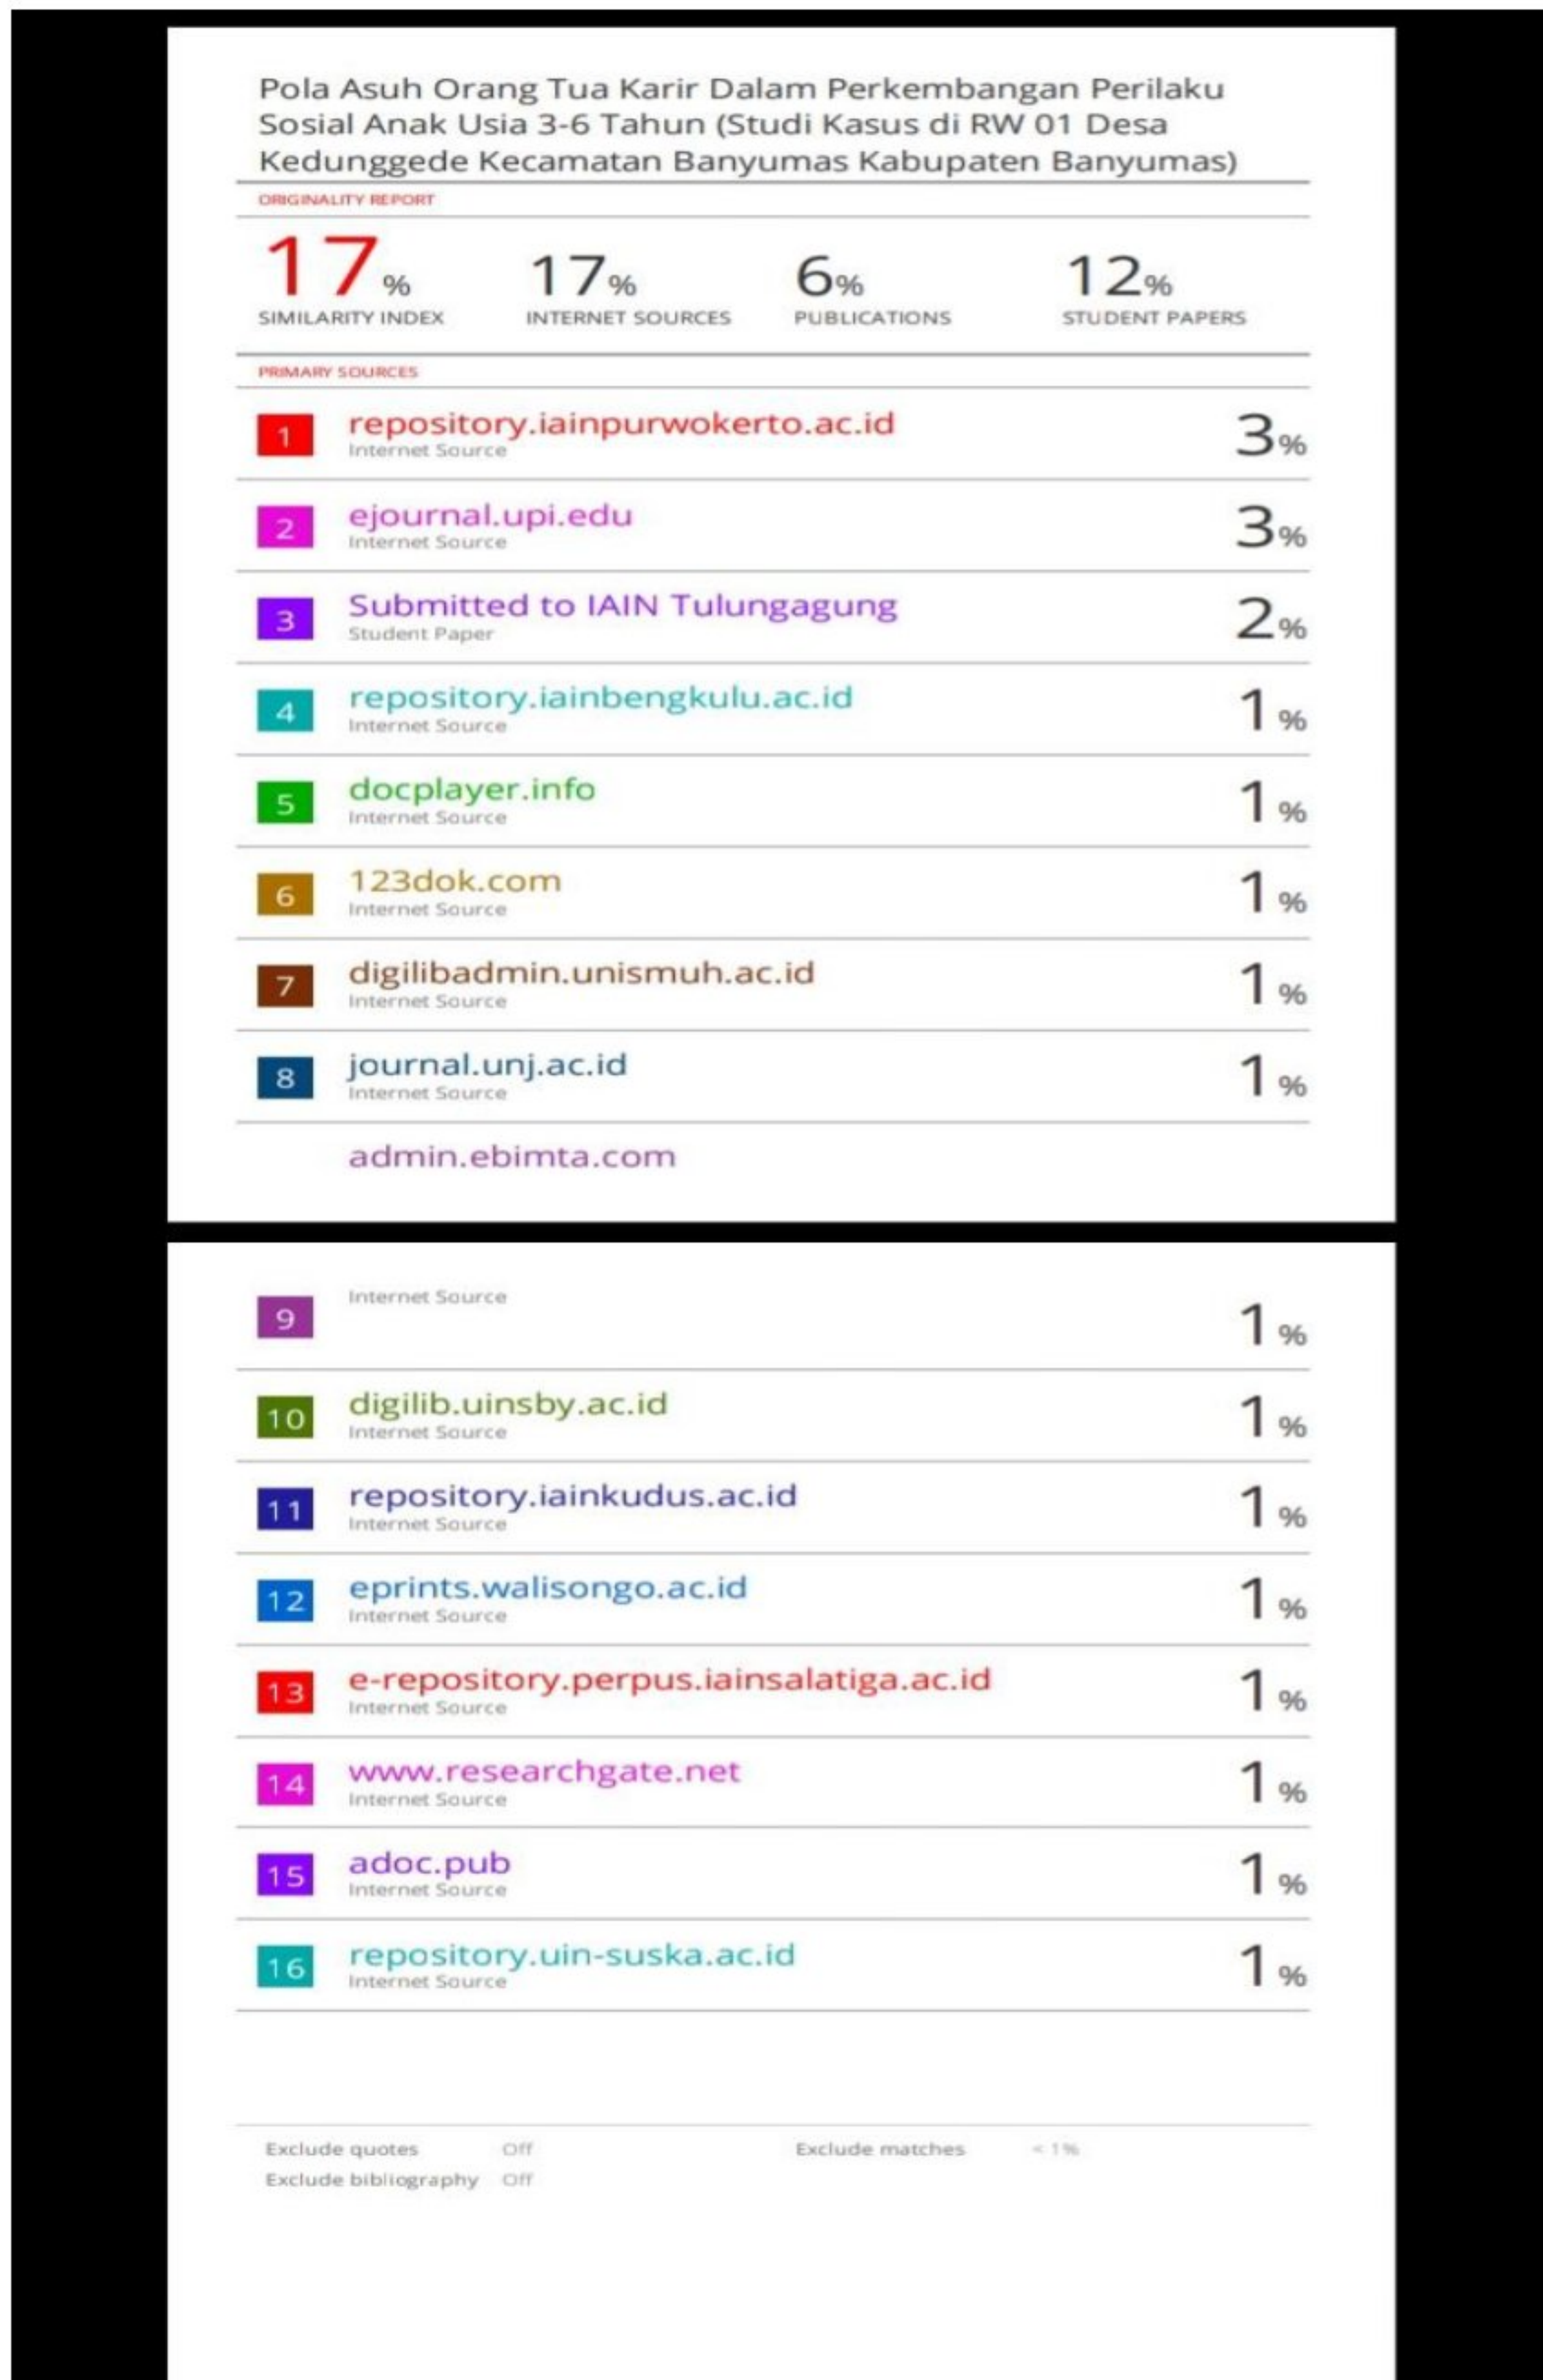 Pola Asuh Orang Tua Karir Dalam Perkembangan Perilaku
Sosial Anak Usia 3-6 Tahun (Studi Kasus di RW 01 Desa
Kedunggede Kecamatan Banyumas Kabupaten Banyumas)
ORIGINALITY REPORT
17% 17% 6% 12%
SIMILARITY INDEX INTERNET SOURCES PUBLICATIONS STUDENT PAPERS
PRIMARY SOURCES
1 repository.iainpurwokerto.ac.id 3%
Internet Source
2 ejournal.upi.edu 3%
Internet Source
3 Submitted to IAIN Tulungagung 2%
Student Paper
4 repository.iainbengkulu.ac.id 1%
Internet Source
5 docplayer.info 1%
Internet Source
6 123dok.com 1%
Internet Source
7 digilibadmin.unismuh.ac.id 1%
Internet Source
8 journal.unj.ac.id 1%
Internet Source
admin.ebimta.com
Internet Source
9 1%
10 digilib.uinsby.ac.id 1%
Internet Source
11 repository.iainkudus.ac.id 1%
Internet Source
12 eprints.walisongo.ac.id 1%
Internet Source
13 e-repository.perpus.iainsalatiga.ac.id 1%
Internet Source
14 www.researchgate.net 1%
Internet Source
15 adoc.pub 1%
Internet Source
16 repository.uin-suska.ac.id 1%
Internet Source
Exclude quotes Off Exclude matches < 1%
Exclude bibliography Off